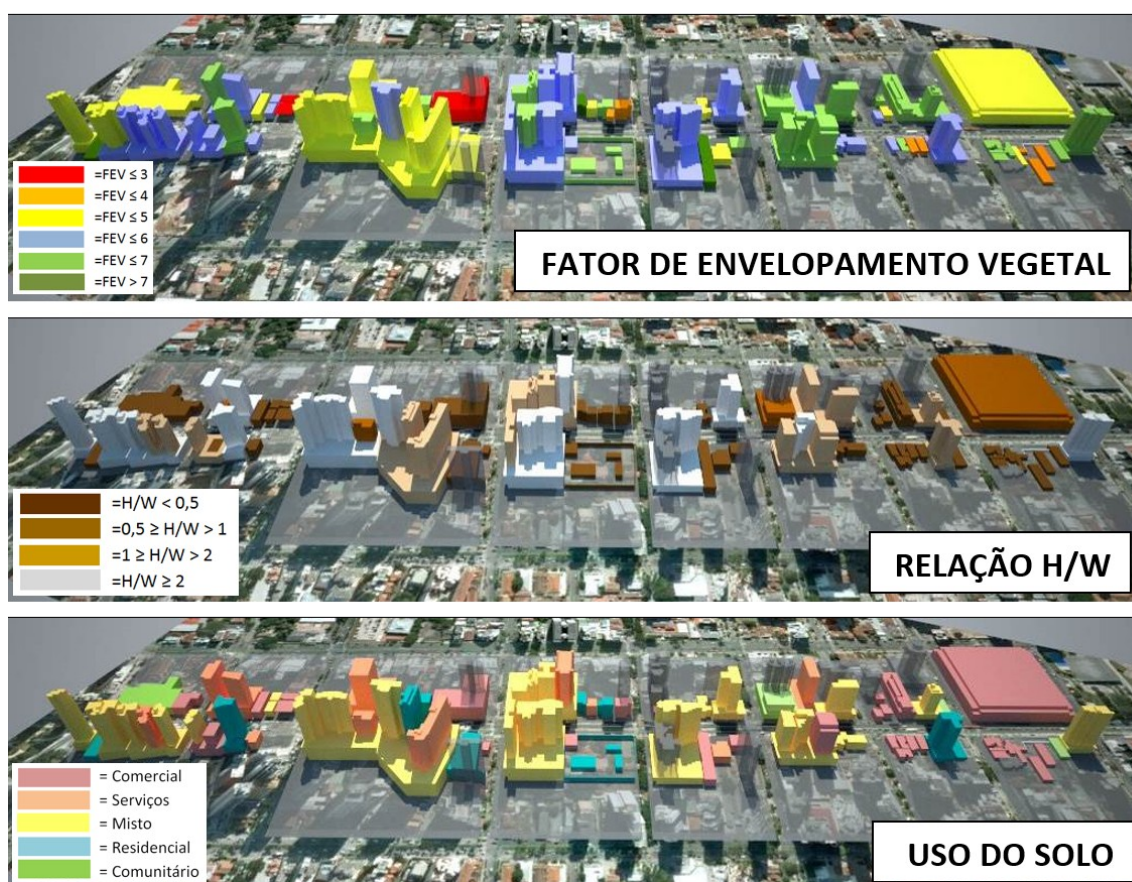 =FEV ≤ 3
=FEV ≤ 4
=FEV ≤ 5
=FEV ≤ 6
=FEV ≤ 7
=FEV > 7
FATOR DE ENVELOPAMENTO VEGETAL
=H/W < 0,5
=0,5 ≥ H/W > 1
=1 ≥ H/W > 2
=H/W ≥ 2
RELAÇÃO H/W
= Comercial
= Serviços
= Misto
= Residencial
= Comunitário
USO DO SOLO